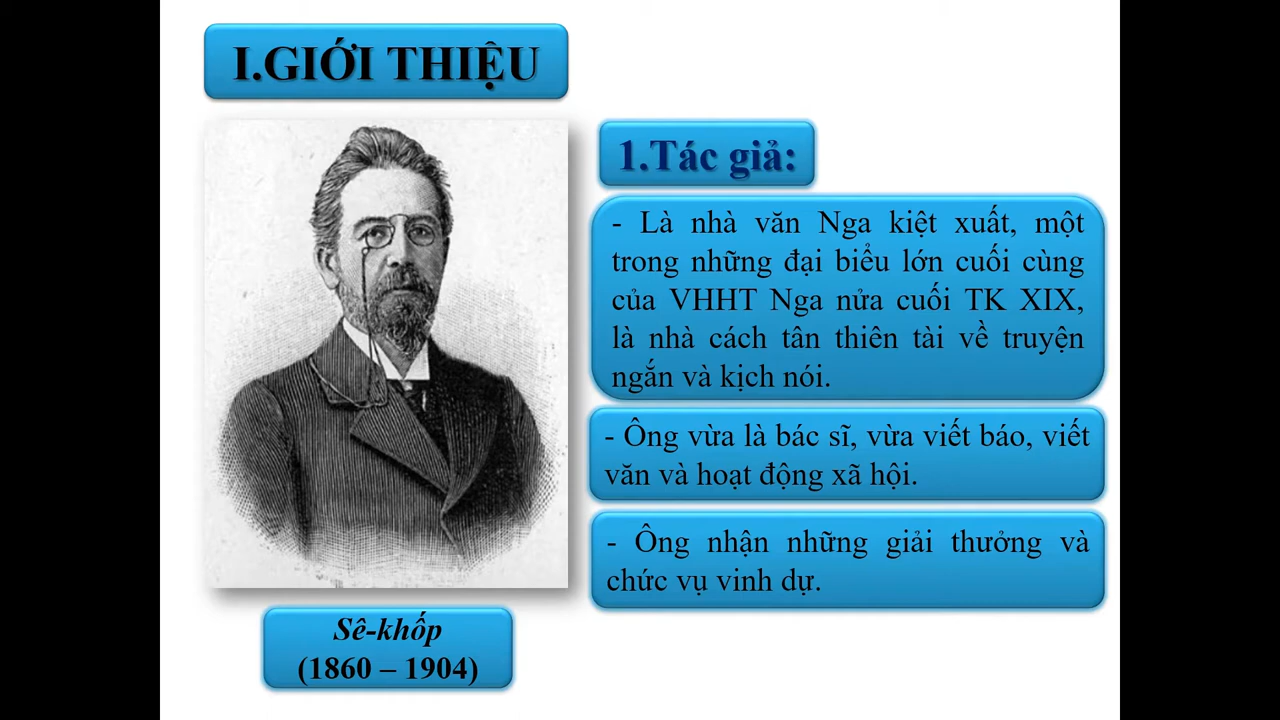 I.GIỚI THIỆU
1.Tác giả:
- Là nhà văn Nga kiệt xuất, một
trong những đại biểu lớn cuối cùng
của VHHT Nga nửa cuối TK XIX,
là nhà cách tân thiên tài về truyện
ngắn và kịch nói.
- Ông vừa là bác sĩ, vừa viết báo, viết
văn và hoạt động xã hội.
- Ông nhận những giải thưởng và
chức vụ vinh dự.
Sê-khốp
(1860 – 1904)